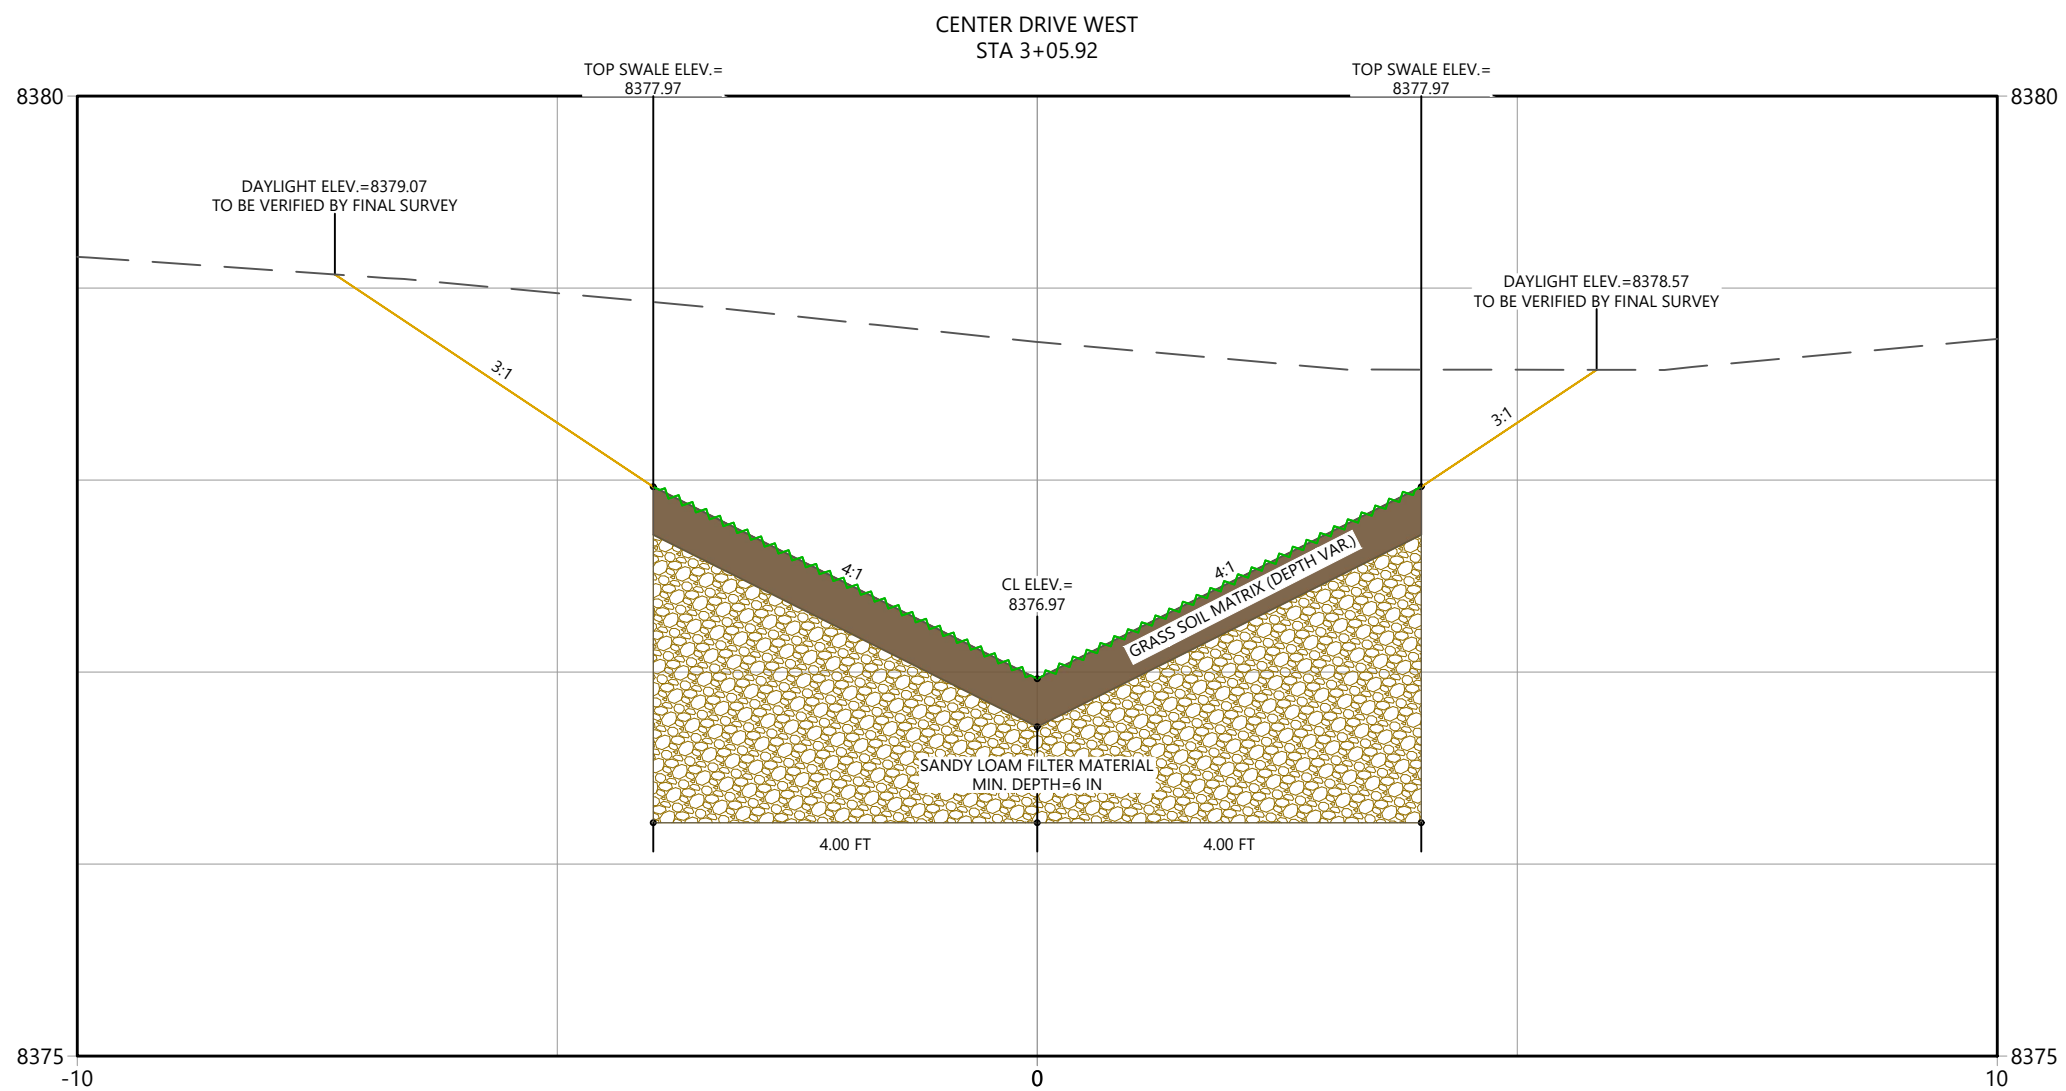 CENTER DRIVE WEST
STA 3+05.92
TOP SWALE ELEV.=
8377.97
TOP SWALE ELEV.=
8377.97
8380
8380
DAYLIGHT ELEV.=8379.07
TO BE VERIFIED BY FINAL SURVEY
DAYLIGHT ELEV.=8378.57
TO BE VERIFIED BY FINAL SURVEY
3:1
3:1
4:1
4:1
CL ELEV.=
8376.97
GRASS SOIL MATRIX (DEPTH VAR.)
SANDY LOAM FILTER MATERIAL
MIN. DEPTH=6 IN
4.00 FT
4.00 FT
8375
8375
-10
0
10